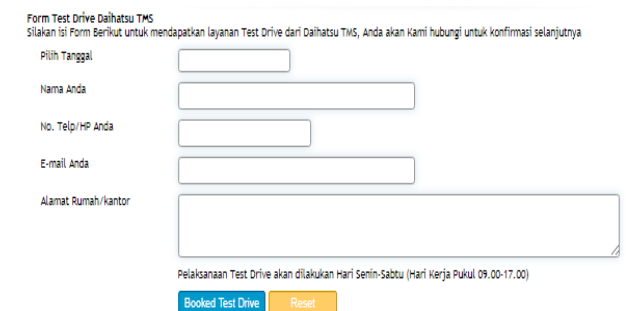 Form Test Drive Daihatsu TMS
Silakan isi Form Berikut untuk mendapatkan layanan Test Drive dari Daihatsu TMS, Anda akan Kami hubungi untuk konfirmasi selanjutnya
Pilih Tanggal
Nama Anda
No. Telp/HP Anda
E-mail Anda
Alamat Rumah/kantor
Pelaksanaan Test Drive akan dilakukan Hari Senin-Sabtu (Hari Kerja Pukul 09.00-17.00)
Booked Test Drive Reset